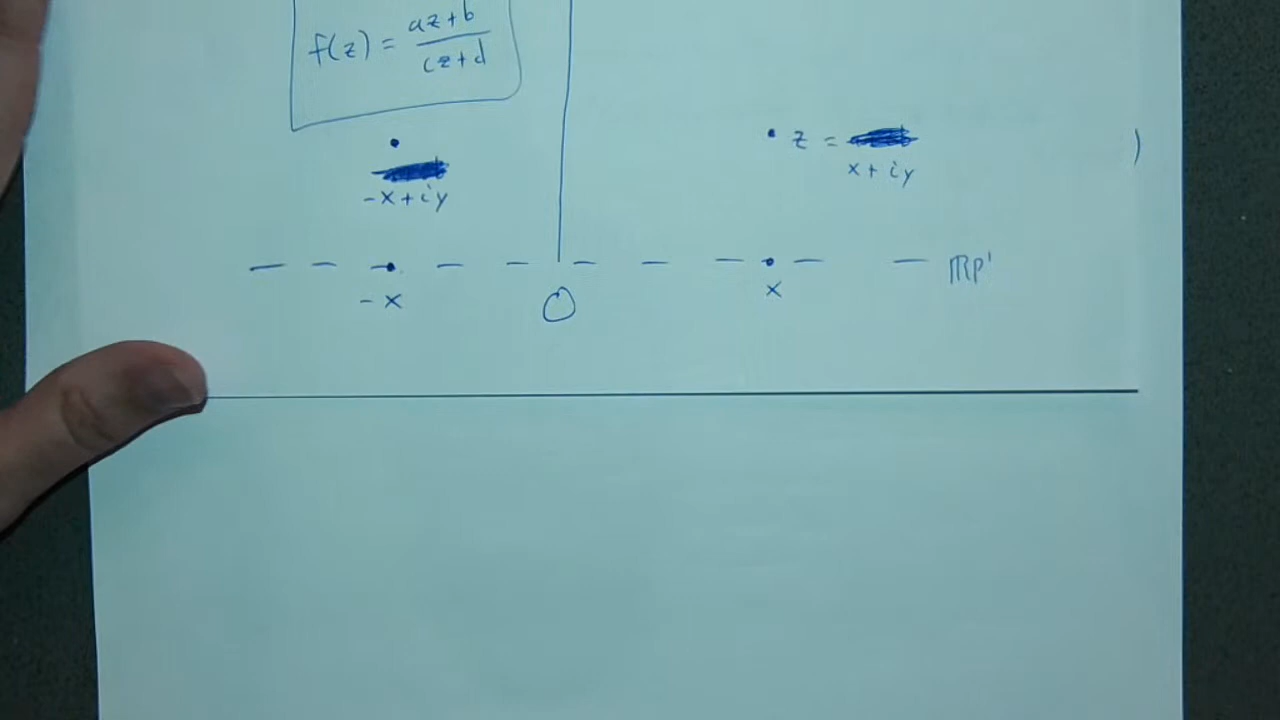 f(z) = az+b
cz+d
z =
x+iy
)
-x+iy
ℝP¹
-x
0
x